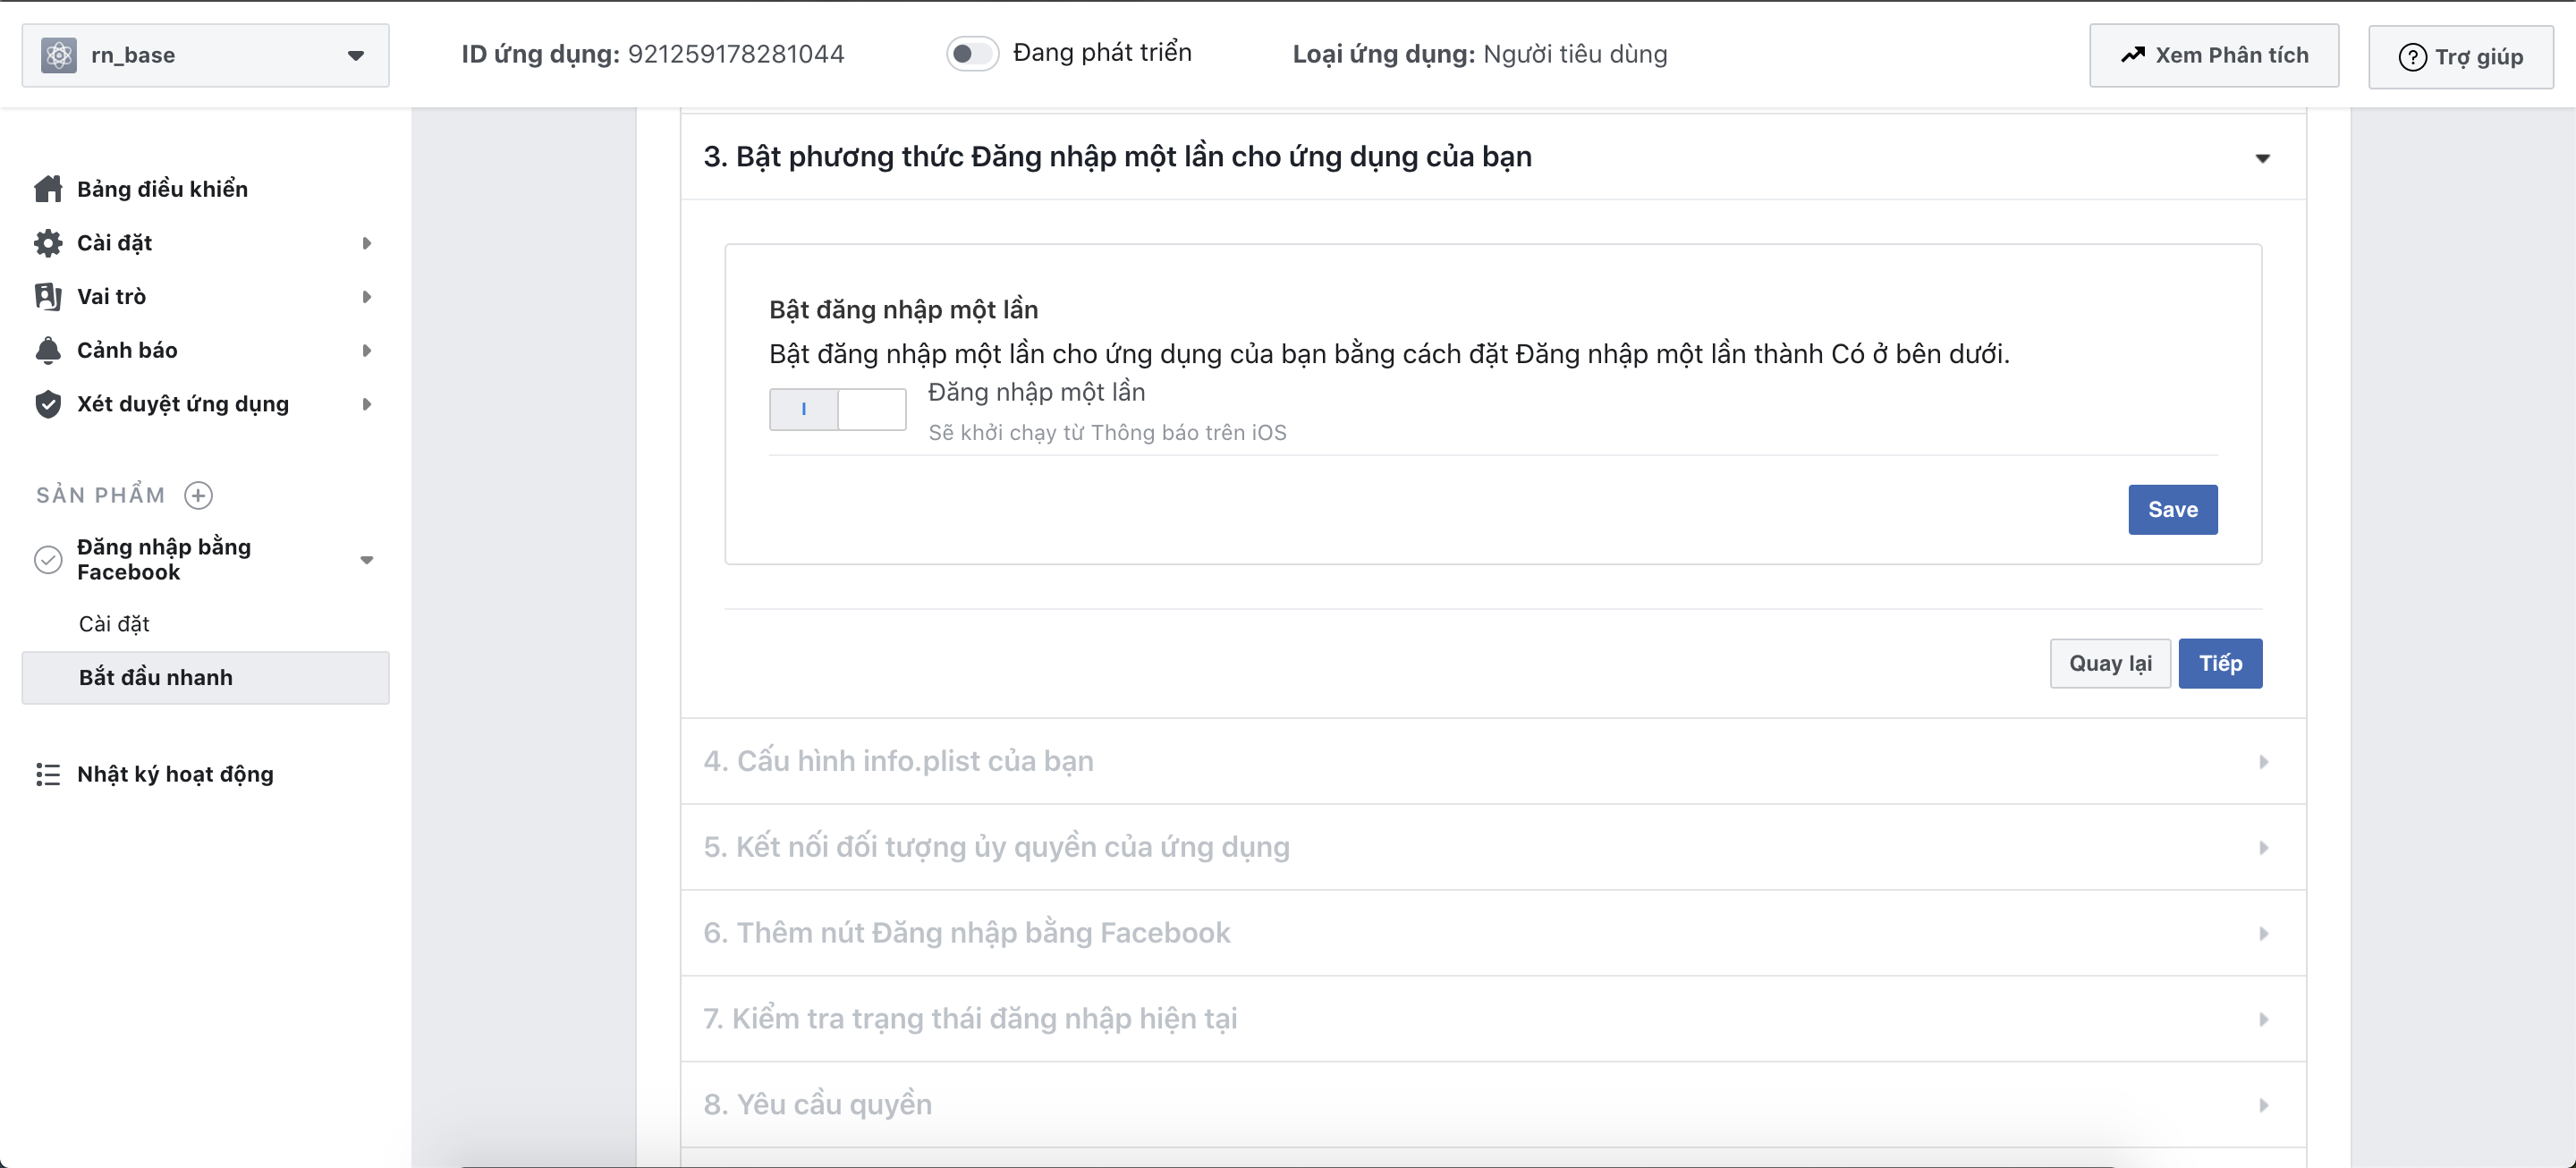 rn_base
ID ứng dụng: 921259178281044
Đang phát triển
Loại ứng dụng: Người tiêu dùng
Xem Phân tích
Trợ giúp
Bảng điều khiển
Cài đặt
Vai trò
Cảnh báo
Xét duyệt ứng dụng
SẢN PHẨM
Đăng nhập bằng
Facebook
Cài đặt
Bắt đầu nhanh
Nhật ký hoạt động
3. Bật phương thức Đăng nhập một lần cho ứng dụng của bạn
Bật đăng nhập một lần
Bật đăng nhập một lần cho ứng dụng của bạn bằng cách đặt Đăng nhập một lần thành Có ở bên dưới.
Đăng nhập một lần
Sẽ khởi chạy từ Thông báo trên iOS
Save
Quay lại
Tiếp
4. Cấu hình info.plist của bạn
5. Kết nối đối tượng ủy quyền của ứng dụng
6. Thêm nút Đăng nhập bằng Facebook
7. Kiểm tra trạng thái đăng nhập hiện tại
8. Yêu cầu quyền